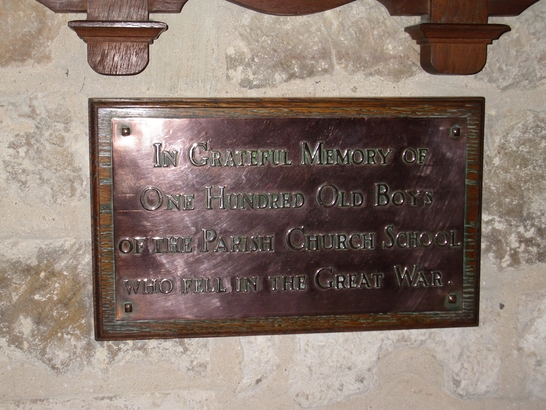 In Grateful Memory of
One Hundred Old Boys
of the Parish Church School
who fell in the Great War.